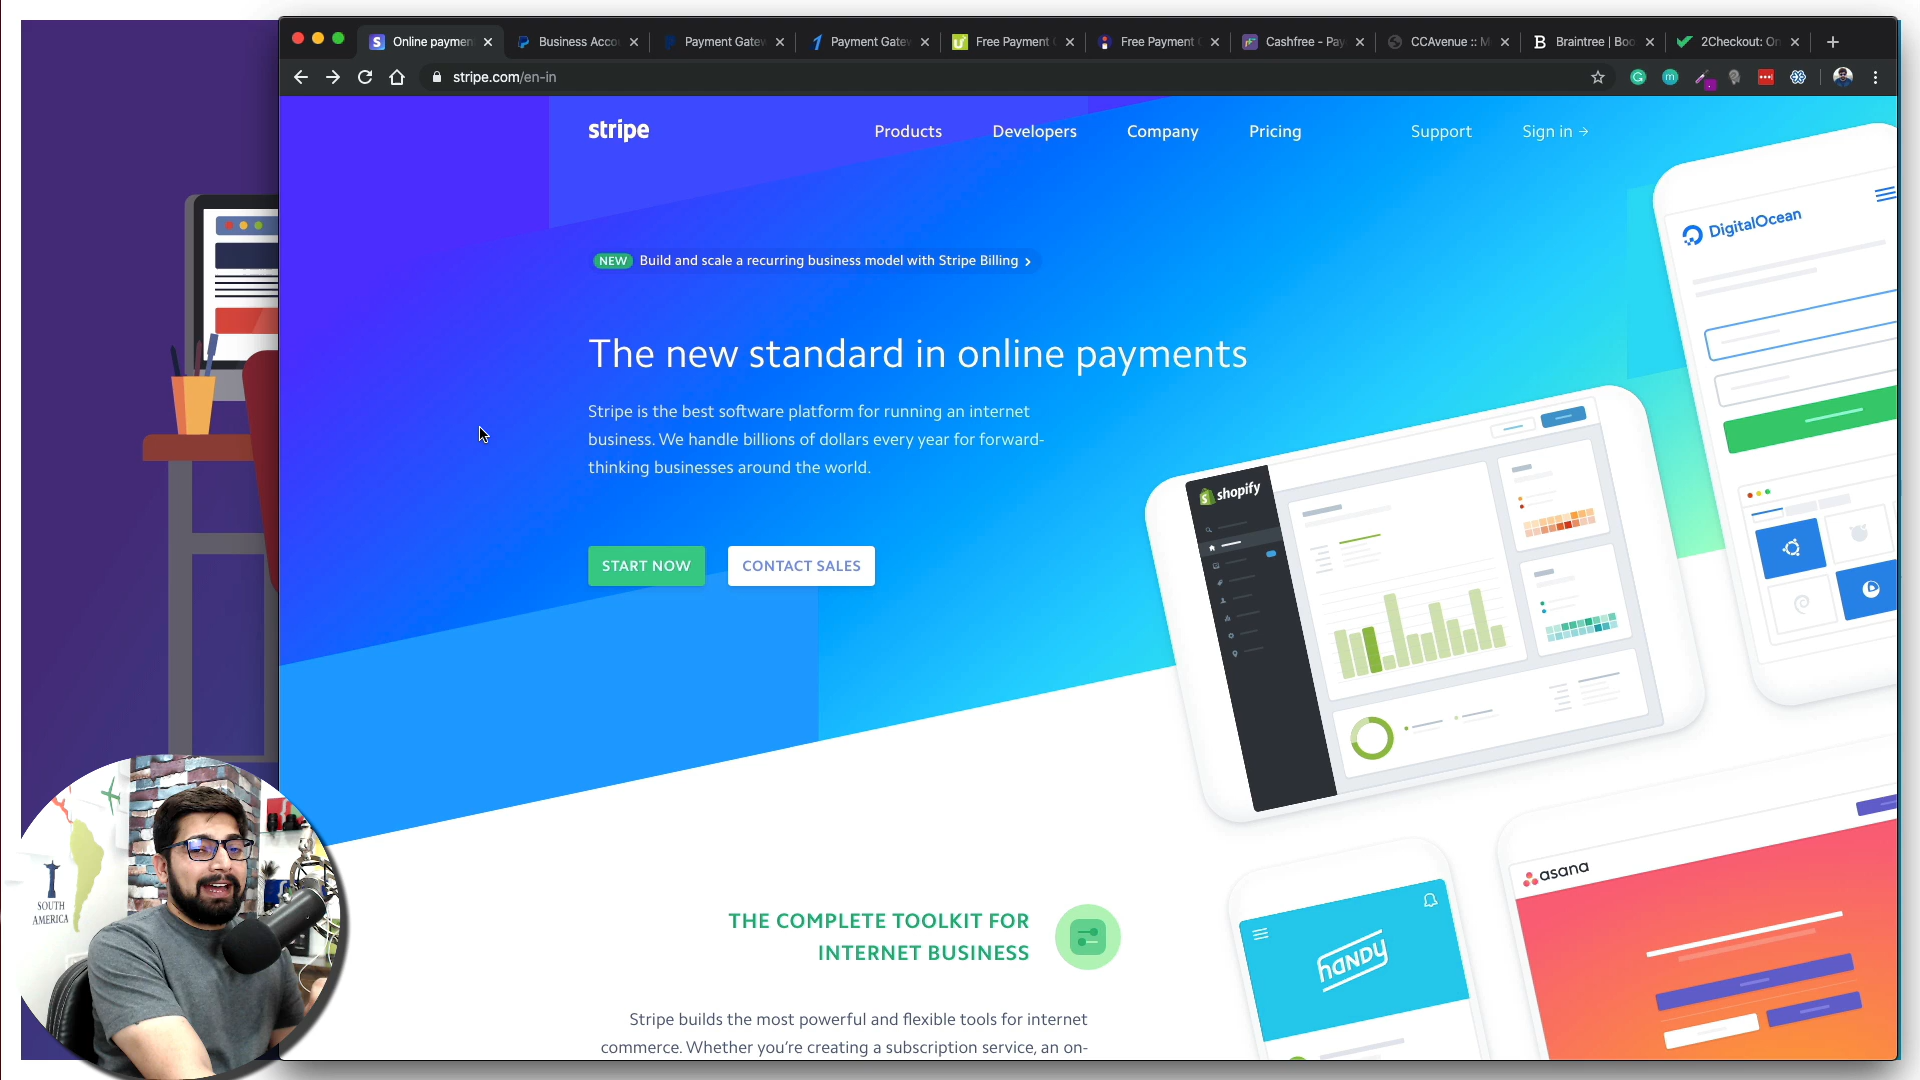 Online paymen
Business Acco
Payment Gatew
Payment Gatew
Free Payment
Free Payment
Cashfree - Pay
CCAvenue :: M
B Braintree | Boo
2Checkout: On
stripe.com/en-in
stripe
Products
Developers
Company
Pricing
Support
Sign in →
NEW Build and scale a recurring business model with Stripe Billing
The new standard in online payments
Stripe is the best software platform for running an internet
business. We handle billions of dollars every year for forward-
thinking businesses around the world.
START NOW
CONTACT SALES
DigitalOcean
shopify
asana
HANDY
THE COMPLETE TOOLKIT FOR
INTERNET BUSINESS
Stripe builds the most powerful and flexible tools for internet
commerce. Whether you're creating a subscription service, an on-
SOUTH
AMERICA